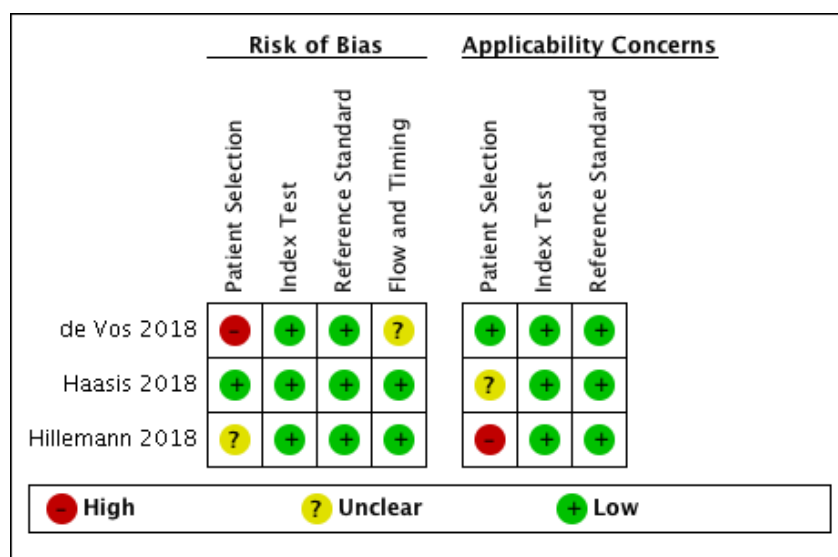 Risk of Bias Applicability Concerns
Patient Selection
Index Test
Reference Standard
Flow and Timing
Patient Selection
Index Test
Reference Standard
de Vos 2018 - + + ? + + +
Haasis 2018 + + + + ? + +
Hillemann 2018 ? + + + - + +
- High ? Unclear + Low